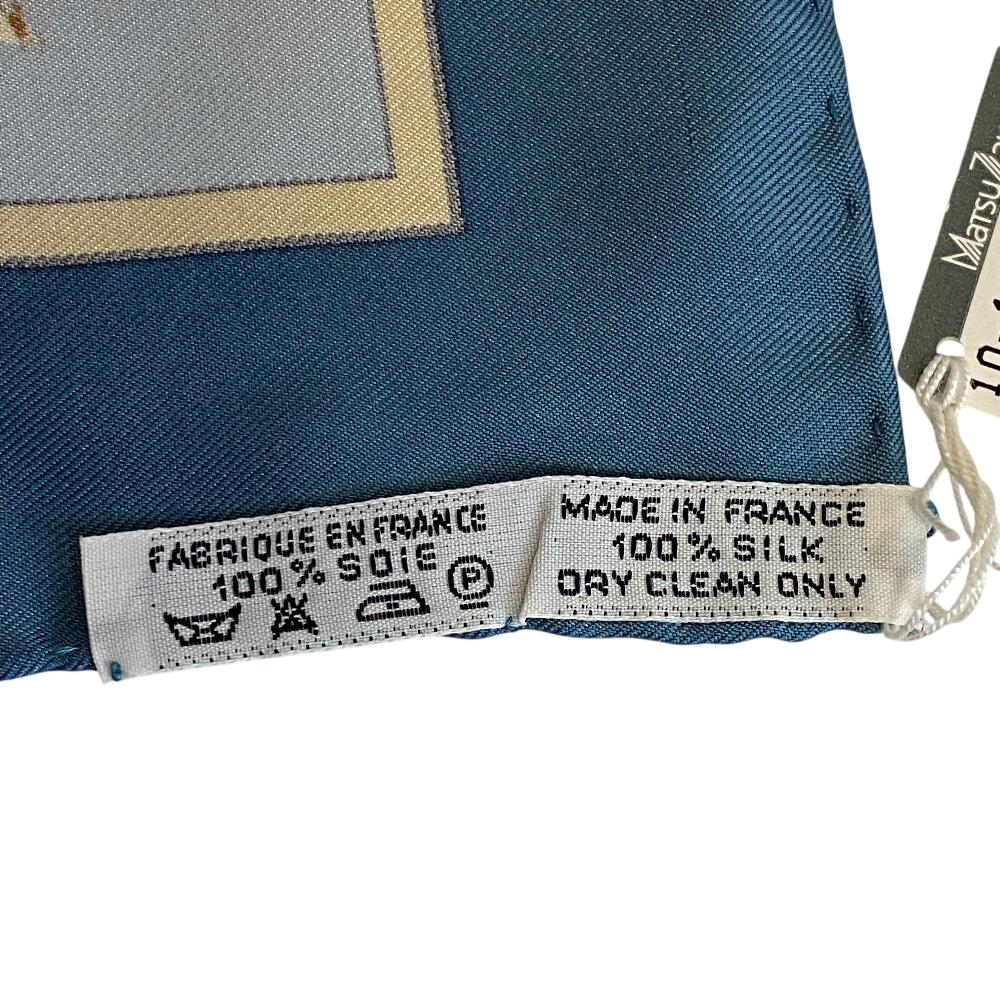 FABRIQUE EN FRANCE
100% SOIE
P
MADE IN FRANCE
100% SILK
DRY CLEAN ONLY